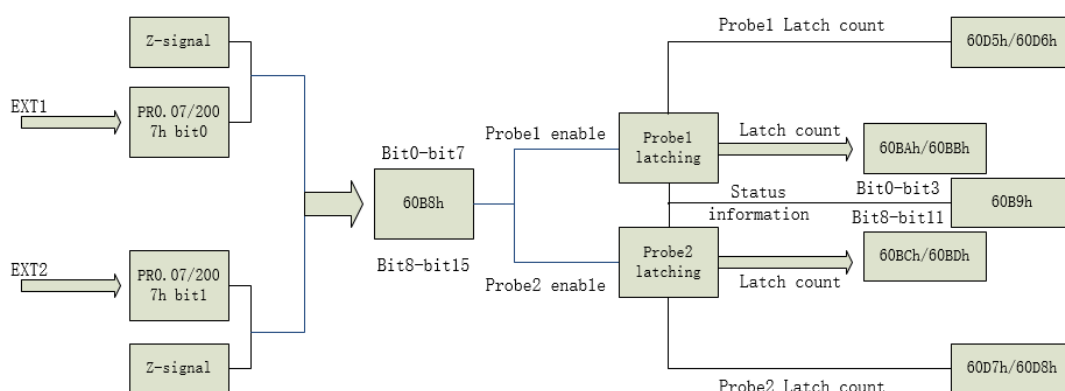 Z-signal
Probe1 Latch count
60D5h/60D6h
EXT1
PR0.07/200
7h bit0
Probe1 enable
Probe1
latching
Latch count
60BAh/60BBh
Bit0-bit7
60B8h
Bit8-bit15
Status
information
Bit0-bit3
Bit8-bit11
60B9h
EXT2
PR0.07/200
7h bit1
Probe2 enable
Probe2
latching
Latch count
60BCh/60BDh
Z-signal
60D7h/60D8h
Probe2 Latch count